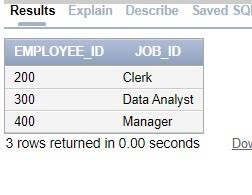 Results Explain Describe Saved SQ
EMPLOYEE_ID JOB_ID
200 Clerk
300 Data Analyst
400 Manager
3 rows returned in 0.00 seconds Dow